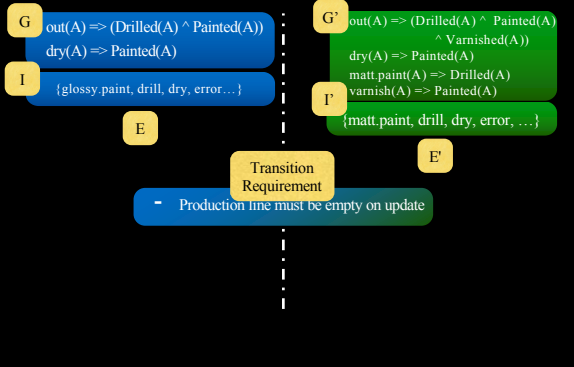 G
out(A) => (Drilled(A) ^ Painted(A))
dry(A) => Painted(A)
I
{glossy.paint, drill, dry, error…}
E
G’
out(A) => (Drilled(A) ^ Painted(A)
^ Varnished(A))
dry(A) => Painted(A)
matt.paint(A) => Drilled(A)
varnish(A) => Painted(A)
I’
{matt.paint, drill, dry, error, …}
E'
Transition
Requirement
- Production line must be empty on update